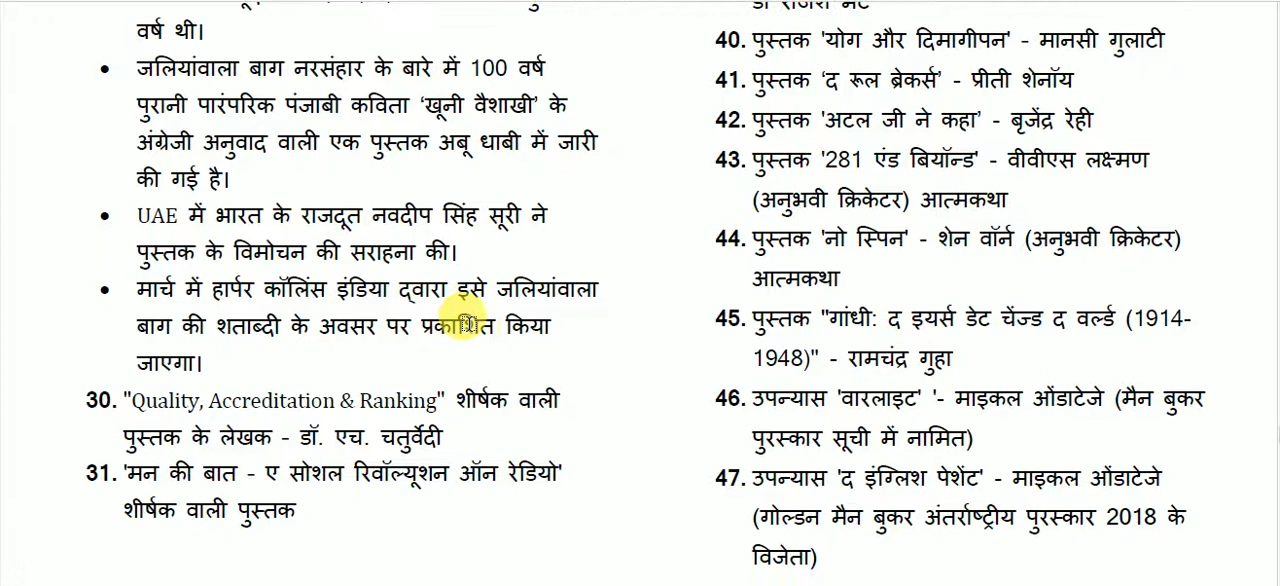 वर्ष थी।
• जलियांवाला बाग नरसंहार के बारे में 100 वर्ष
पुरानी पारंपरिक पंजाबी कविता ‘खूनी वैशाखी’ के
अंग्रेजी अनुवाद वाली एक पुस्तक अबू धाबी में जारी
की गई है।
• UAE में भारत के राजदूत नवदीप सिंह सूरी ने
पुस्तक के विमोचन की सराहना की।
• मार्च में हार्पर कॉलिंस इंडिया द्वारा इसे जलियांवाला
बाग की शताब्दी के अवसर पर प्रकाशित किया
जाएगा।
30. "Quality, Accreditation & Ranking" शीर्षक वाली
पुस्तक के लेखक - डॉ. एच. चतुर्वेदी
31. 'मन की बात - ए सोशल रिवॉल्यूशन ऑन रेडियो'
शीर्षक वाली पुस्तक
40. पुस्तक 'योग और दिमागीपन' - मानसी गुलाटी
41. पुस्तक ‘द रूल ब्रेकर्स’ - प्रीती शेनॉय
42. पुस्तक 'अटल जी ने कहा’ - बृजेंद्र रेही
43. पुस्तक '281 एंड बियॉन्ड' - वीवीएस लक्ष्मण
(अनुभवी क्रिकेटर) आत्मकथा
44. पुस्तक 'नो स्पिन' - शेन वॉर्न (अनुभवी क्रिकेटर)
आत्मकथा
45. पुस्तक "गांधी: द इयर्स डेट चेंज्ड द वर्ल्ड (1914-
1948)" - रामचंद्र गुहा
46. उपन्यास 'वारलाइट' '- माइकल ओंडाटेजे (मैन बुकर
पुरस्कार सूची में नामित)
47. उपन्यास 'द इंग्लिश पेशेंट' - माइकल ओंडाटेजे
(गोल्डन मैन बुकर अंतर्राष्ट्रीय पुरस्कार 2018 के
विजेता)